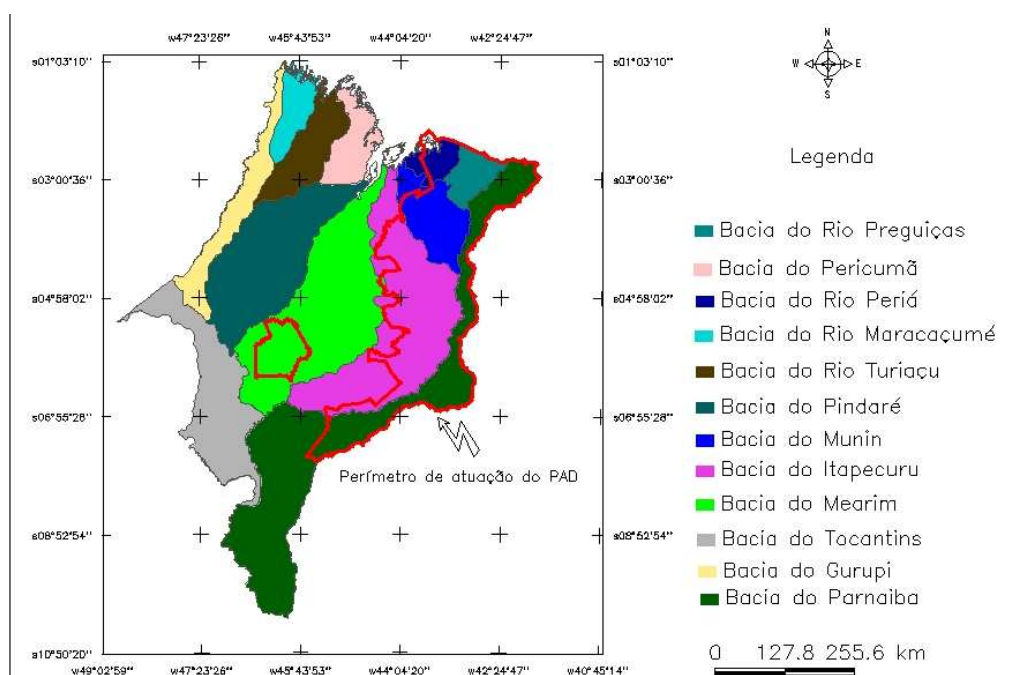 w47°23'26" w45°43'53" w44°04'20" w42°24'47"
s01°03'10" s01°03'10"
N
W E
S
Legenda
s03°00'36" s03°00'36"
Bacia do Rio Preguiças
Bacia do Pericumã
Bacia do Rio Periá
s04°58'02" s04°58'02"
Bacia do Rio Maracaçumé
Bacia do Rio Turiaçu
Bacia do Pindaré
s06°55'28" s06°55'28"
Bacia do Munin
Perímetro de atuação do PAD
Bacia do Itapecuru
Bacia do Mearim
s08°52'54" s08°52'54"
Bacia do Tocantins
Bacia do Gurupi
Bacia do Parnaiba
s10°50'20" s10°50'20"
w49°02'59" w47°23'26" w45°43'53" w44°04'20" w42°24'47" w40°45'14"
0 127.8 255.6 km